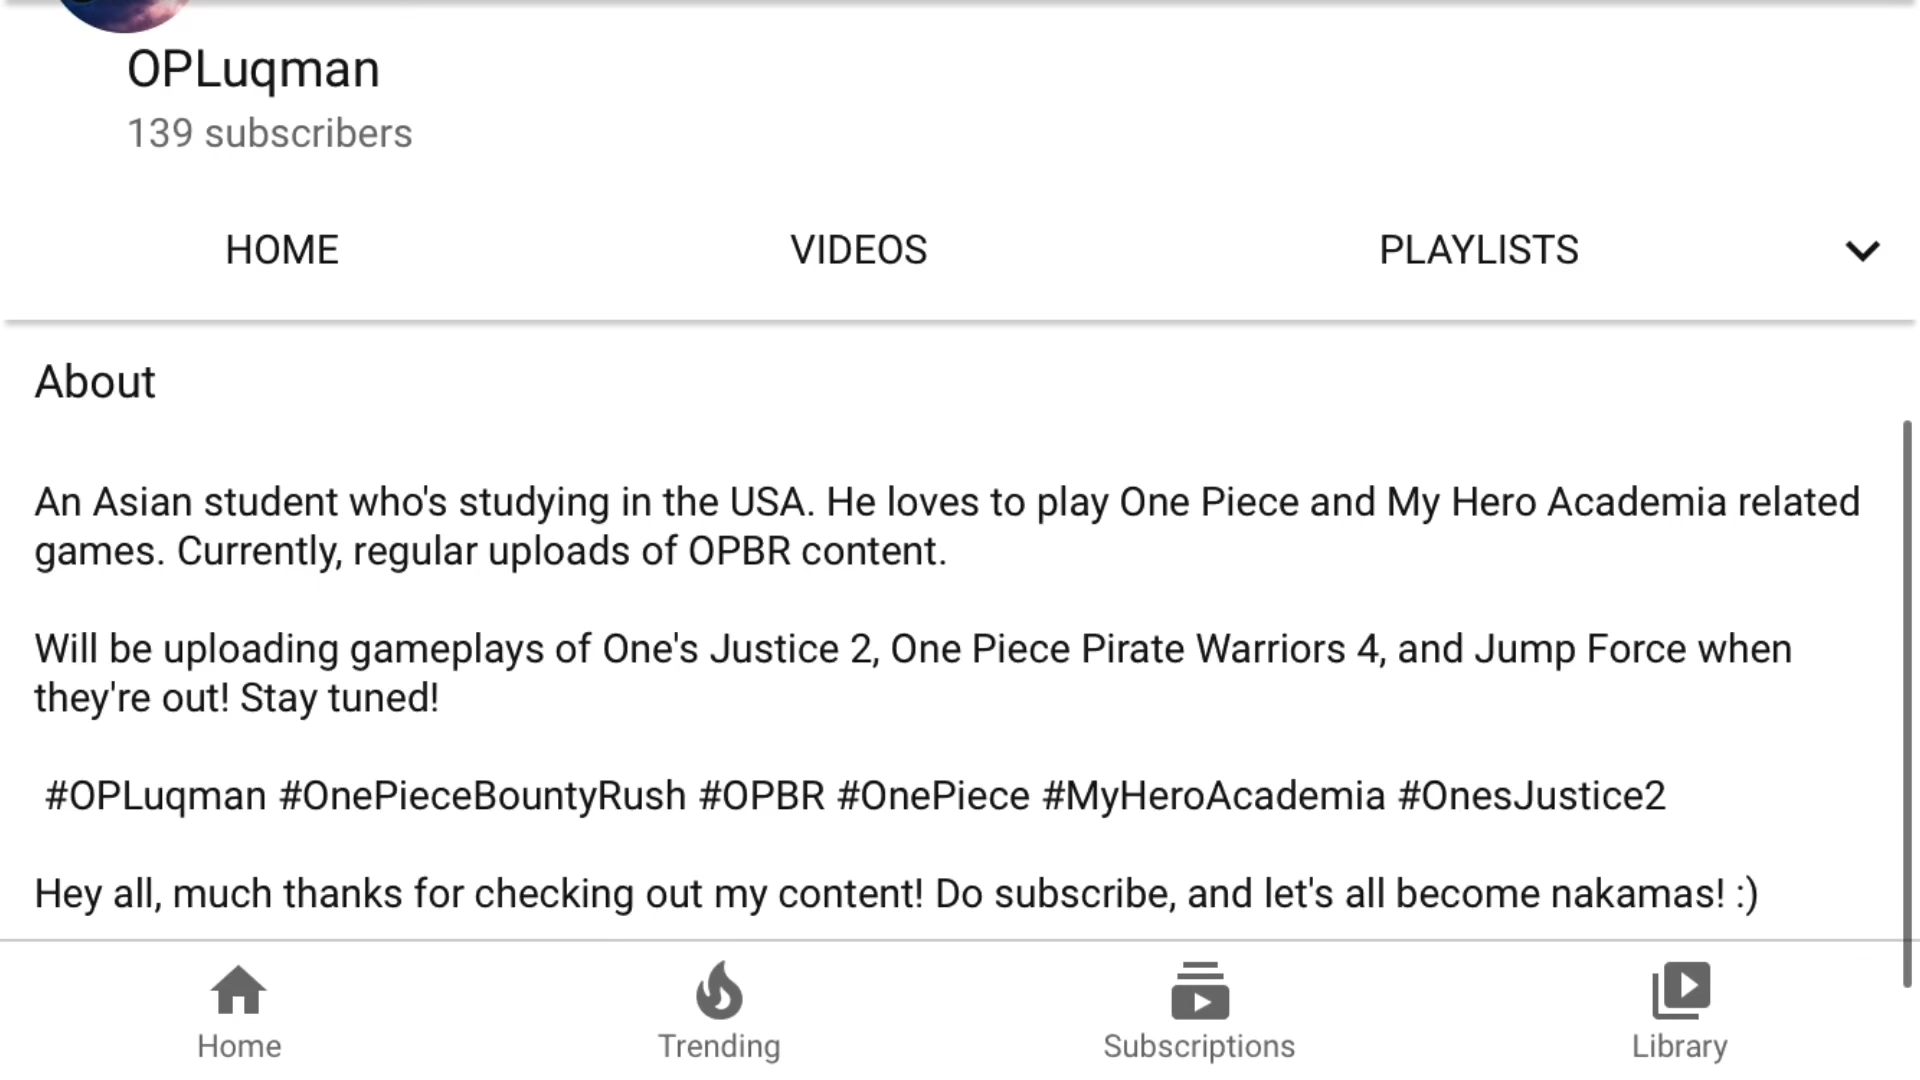 OPLuqman
139 subscribers
HOME
VIDEOS
PLAYLISTS
About
An Asian student who's studying in the USA. He loves to play One Piece and My Hero Academia related
games. Currently, regular uploads of OPBR content.
Will be uploading gameplays of One's Justice 2, One Piece Pirate Warriors 4, and Jump Force when
they're out! Stay tuned!
#OPLuqman #OnePieceBountyRush #OPBR #OnePiece #MyHeroAcademia #OnesJustice2
Hey all, much thanks for checking out my content! Do subscribe, and let's all become nakamas! :)
Home
Trending
Subscriptions
Library